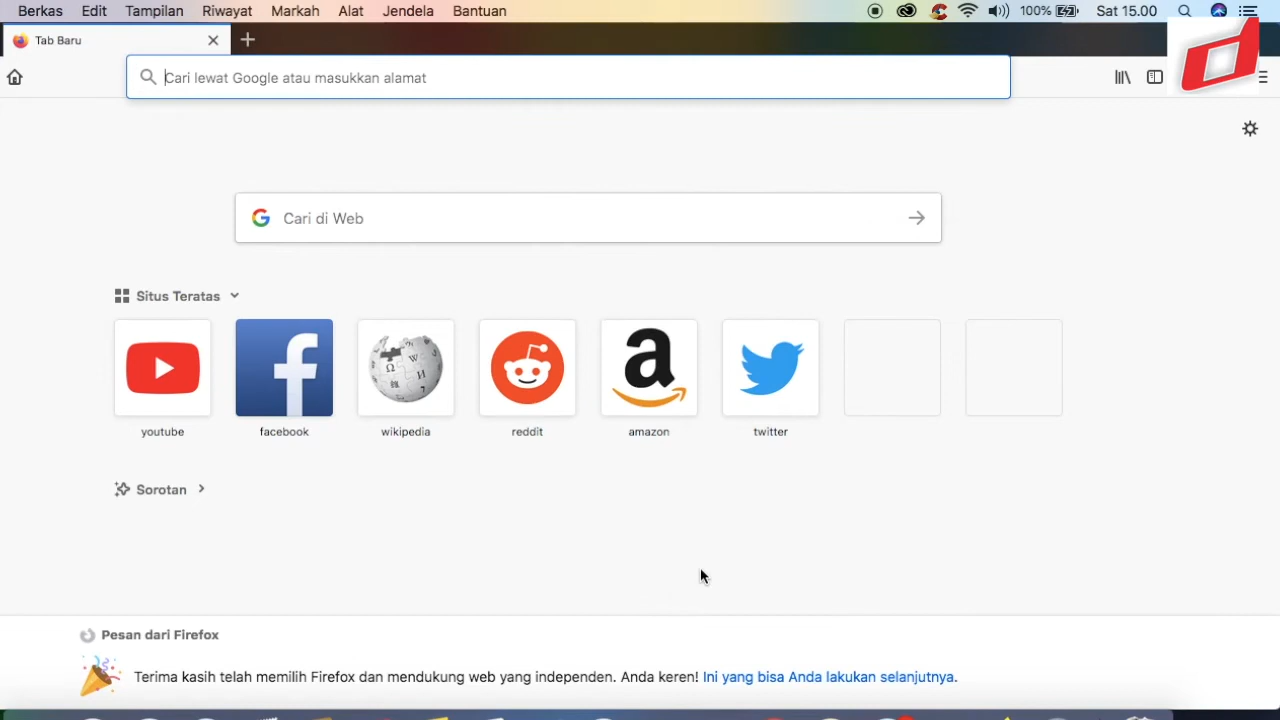 Berkas Edit Tampilan Riwayat Markah Alat Jendela Bantuan 100% Sat 15.00
Tab Baru
Cari lewat Google atau masukkan alamat
Cari di Web
Situs Teratas
youtube facebook wikipedia reddit amazon twitter
Sorotan
Pesan dari Firefox
Terima kasih telah memilih Firefox dan mendukung web yang independen. Anda keren! Ini yang bisa Anda lakukan selanjutnya.